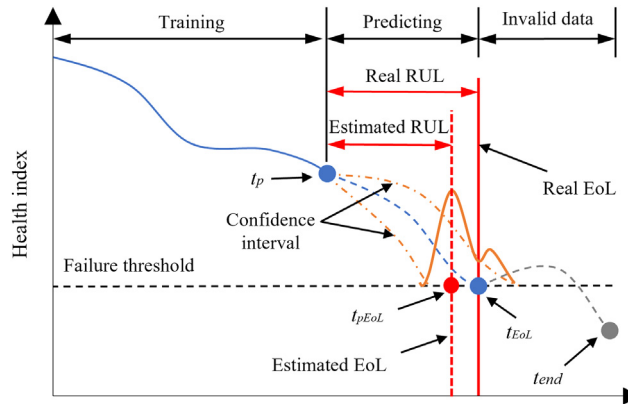 Training
Predicting
Invalid data
Real RUL
Estimated RUL
tp
Real EoL
Confidence
interval
Health index
Failure threshold
tpEoL
tEoL
Estimated EoL
tend